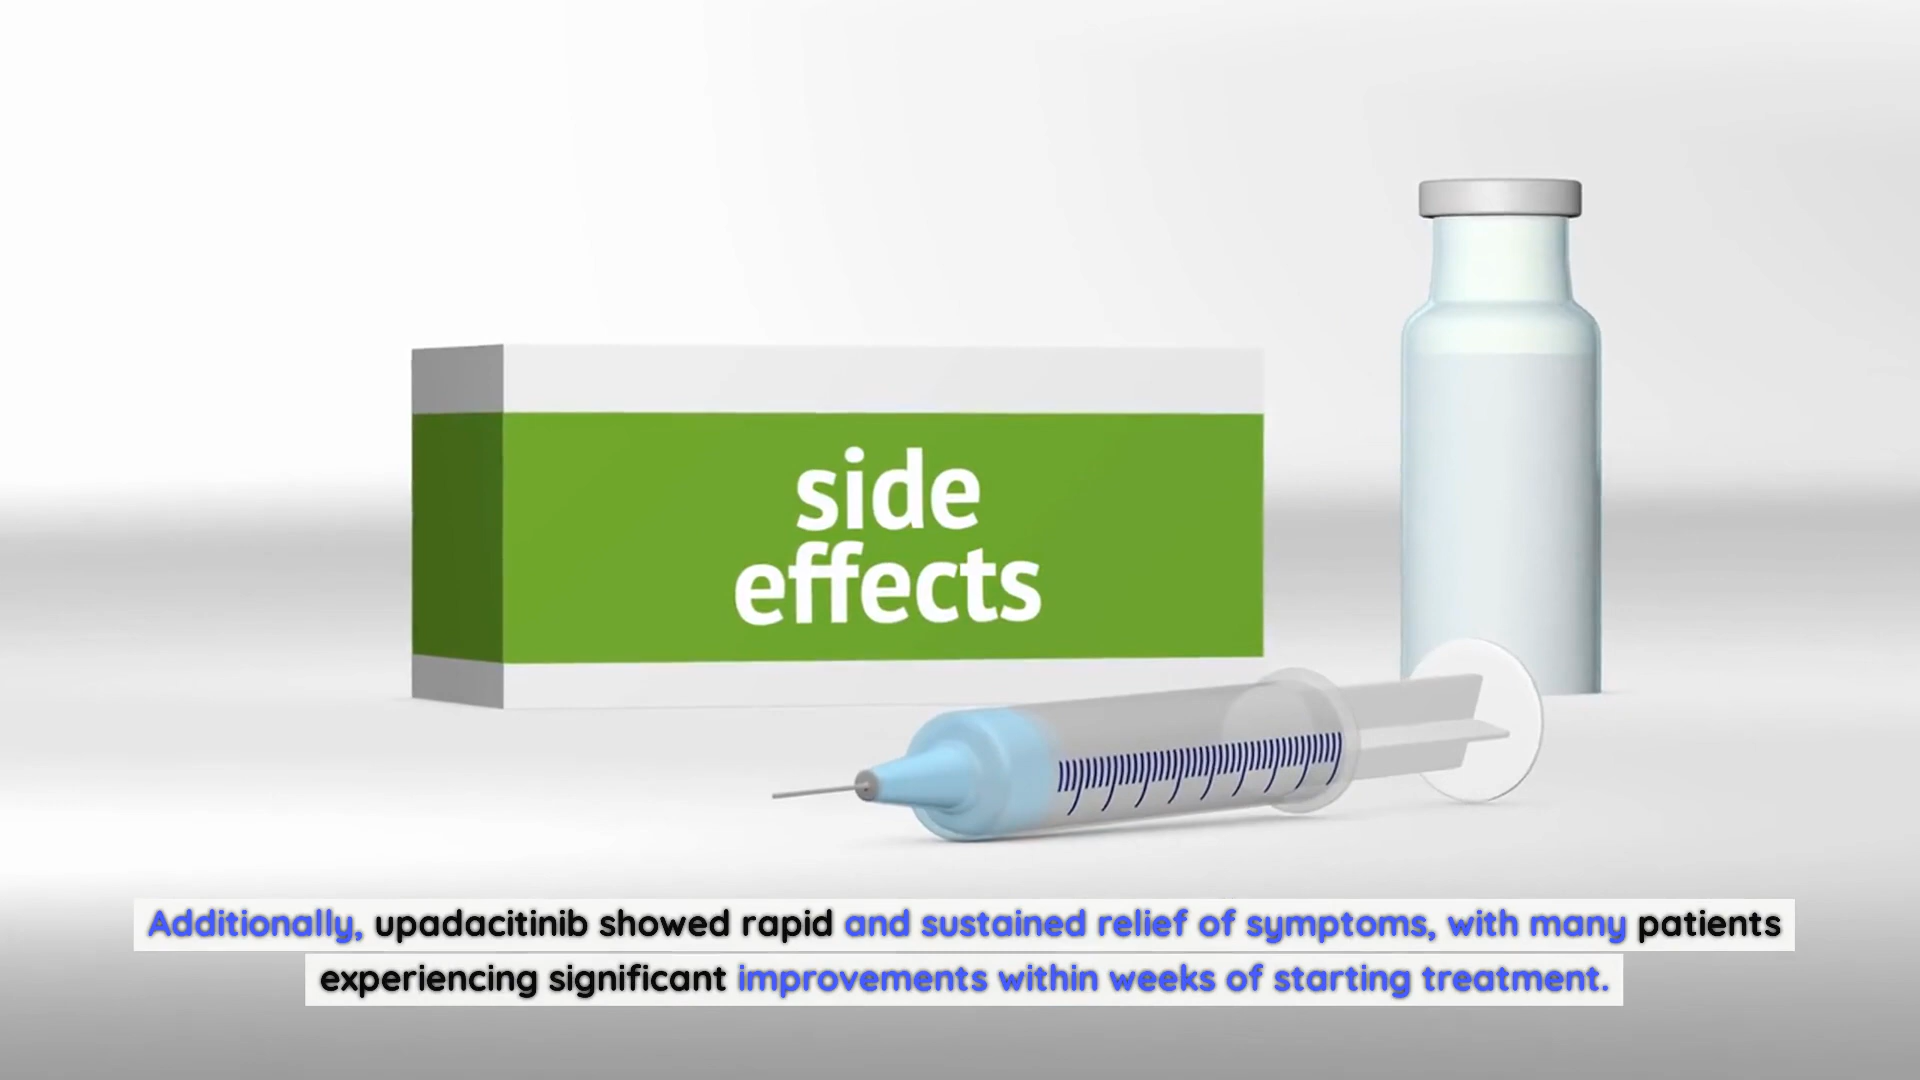 side
effects
Additionally, upadacitinib showed rapid and sustained relief of symptoms, with many patients
experiencing significant improvements within weeks of starting treatment.